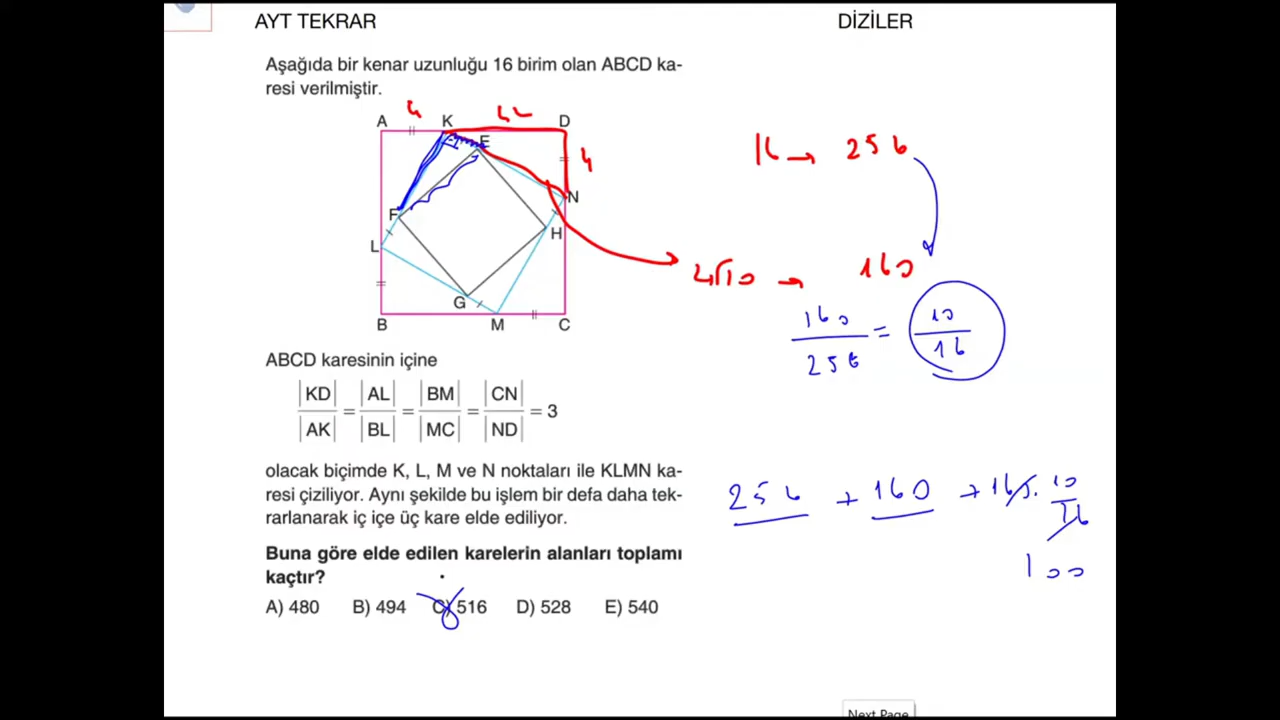 AYT TEKRAR
DİZİLER
Aşağıda bir kenar uzunluğu 16 birim olan ABCD ka-
resi verilmiştir.
4
12
A K D
E
4
N
F
H
L
G
B M C
16 → 256
4√10 → 160
160/256 = 10/16
ABCD karesinin içine
|KD|/|AK| = |AL|/|BL| = |BM|/|MC| = |CN|/|ND| = 3
olacak biçimde K, L, M ve N noktaları ile KLMN ka-
resi çiziliyor. Aynı şekilde bu işlem bir defa daha tek-
rarlanarak iç içe üç kare elde ediliyor.
256 + 160 + 160. 10/16
100
Buna göre elde edilen karelerin alanları toplamı
kaçtır?
A) 480 B) 494 C) 516 D) 528 E) 540
Next Page